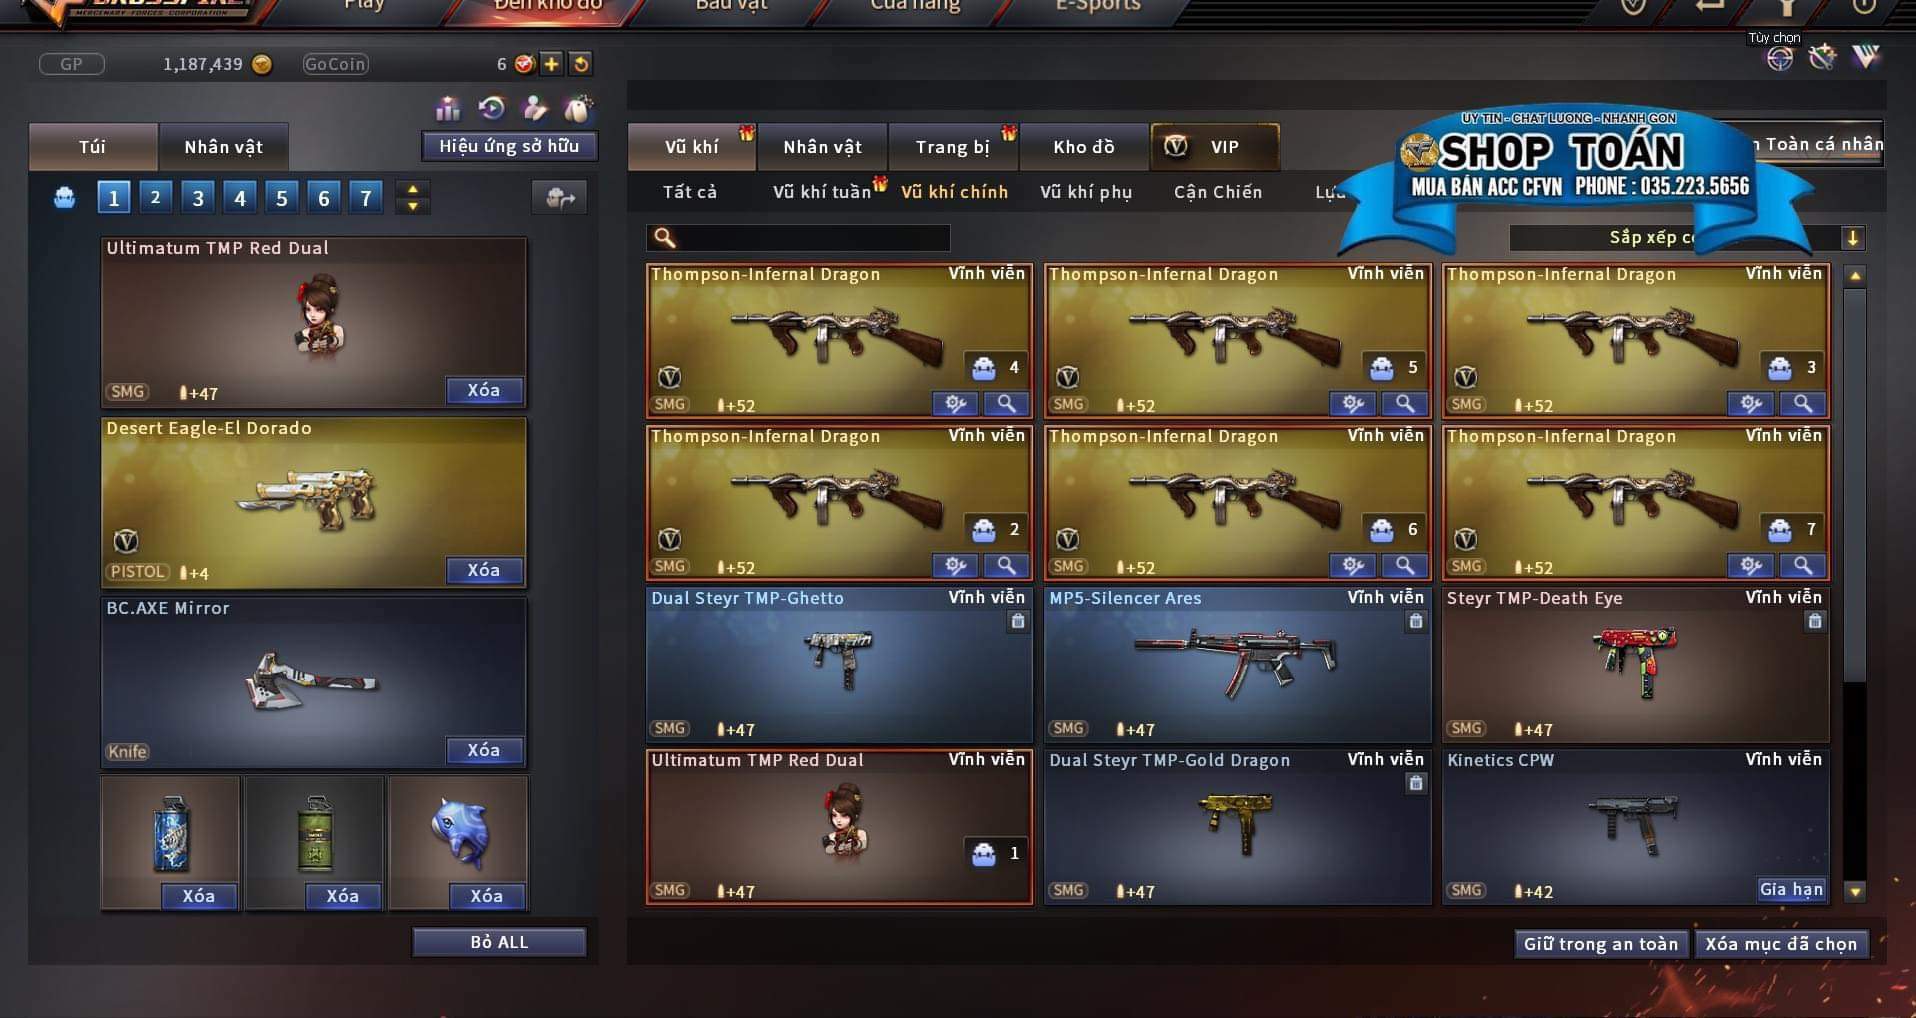 MERCENARY FORCES CORPORATION
Play
Đến kho đồ
Báu vật
Cửa hàng
E-Sports
Tùy chọn
GP
1,187,439
GoCoin
6
Túi
Nhân vật
Hiệu ứng sở hữu
1 2 3 4 5 6 7
Ultimatum TMP Red Dual
SMG
+47
Xóa
Desert Eagle-El Dorado
V
PISTOL
+4
Xóa
BC.AXE Mirror
Knife
Xóa
Xóa
Xóa
Xóa
Bỏ ALL
Vũ khí
Nhân vật
Trang bị
Kho đồ
V VIP
Toàn cá nhân
Tất cả
Vũ khí tuần
Vũ khí chính
Vũ khí phụ
Cận Chiến
UY TIN - CHAT LUONG - NHANH GON
SHOP TOÁN
MUA BÁN ACC CFVN PHONE : 035.223.5656
Sắp xếp
Thompson-Infernal Dragon Vĩnh viễn
V
4
SMG +52
Thompson-Infernal Dragon Vĩnh viễn
V
5
SMG +52
Thompson-Infernal Dragon Vĩnh viễn
V
3
SMG +52
Thompson-Infernal Dragon Vĩnh viễn
V
2
SMG +52
Thompson-Infernal Dragon Vĩnh viễn
V
6
SMG +52
Thompson-Infernal Dragon Vĩnh viễn
V
7
SMG +52
Dual Steyr TMP-Ghetto Vĩnh viễn
SMG +47
MP5-Silencer Ares Vĩnh viễn
SMG +47
Steyr TMP-Death Eye Vĩnh viễn
SMG +47
Ultimatum TMP Red Dual Vĩnh viễn
1
SMG +47
Dual Steyr TMP-Gold Dragon Vĩnh viễn
SMG +47
Kinetics CPW Vĩnh viễn
SMG +42
Gia hạn
Giữ trong an toàn
Xóa mục đã chọn